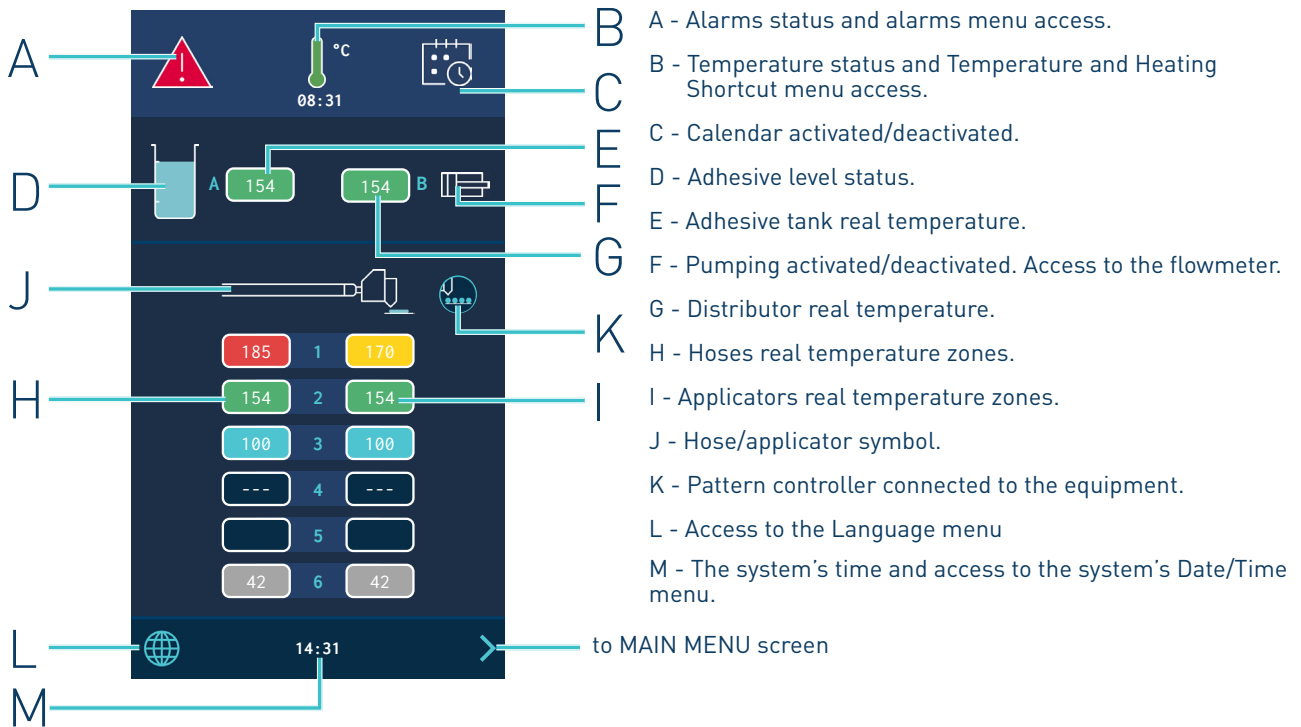 A
B
C
°C
08:31
A - Alarms status and alarms menu access.
B - Temperature status and Temperature and Heating
Shortcut menu access.
C - Calendar activated/deactivated.
D - Adhesive level status.
E - Adhesive tank real temperature.
F - Pumping activated/deactivated. Access to the flowmeter.
G - Distributor real temperature.
H - Hoses real temperature zones.
I - Applicators real temperature zones.
J - Hose/applicator symbol.
K - Pattern controller connected to the equipment.
L - Access to the Language menu
M - The system's time and access to the system's Date/Time
menu.
D
A 154 154 B
E
F
G
J
K
185 1 170
H
154 2 154
I
100 3 100
--- 4 ---
5
42 6 42
L
14:31
to MAIN MENU screen
M